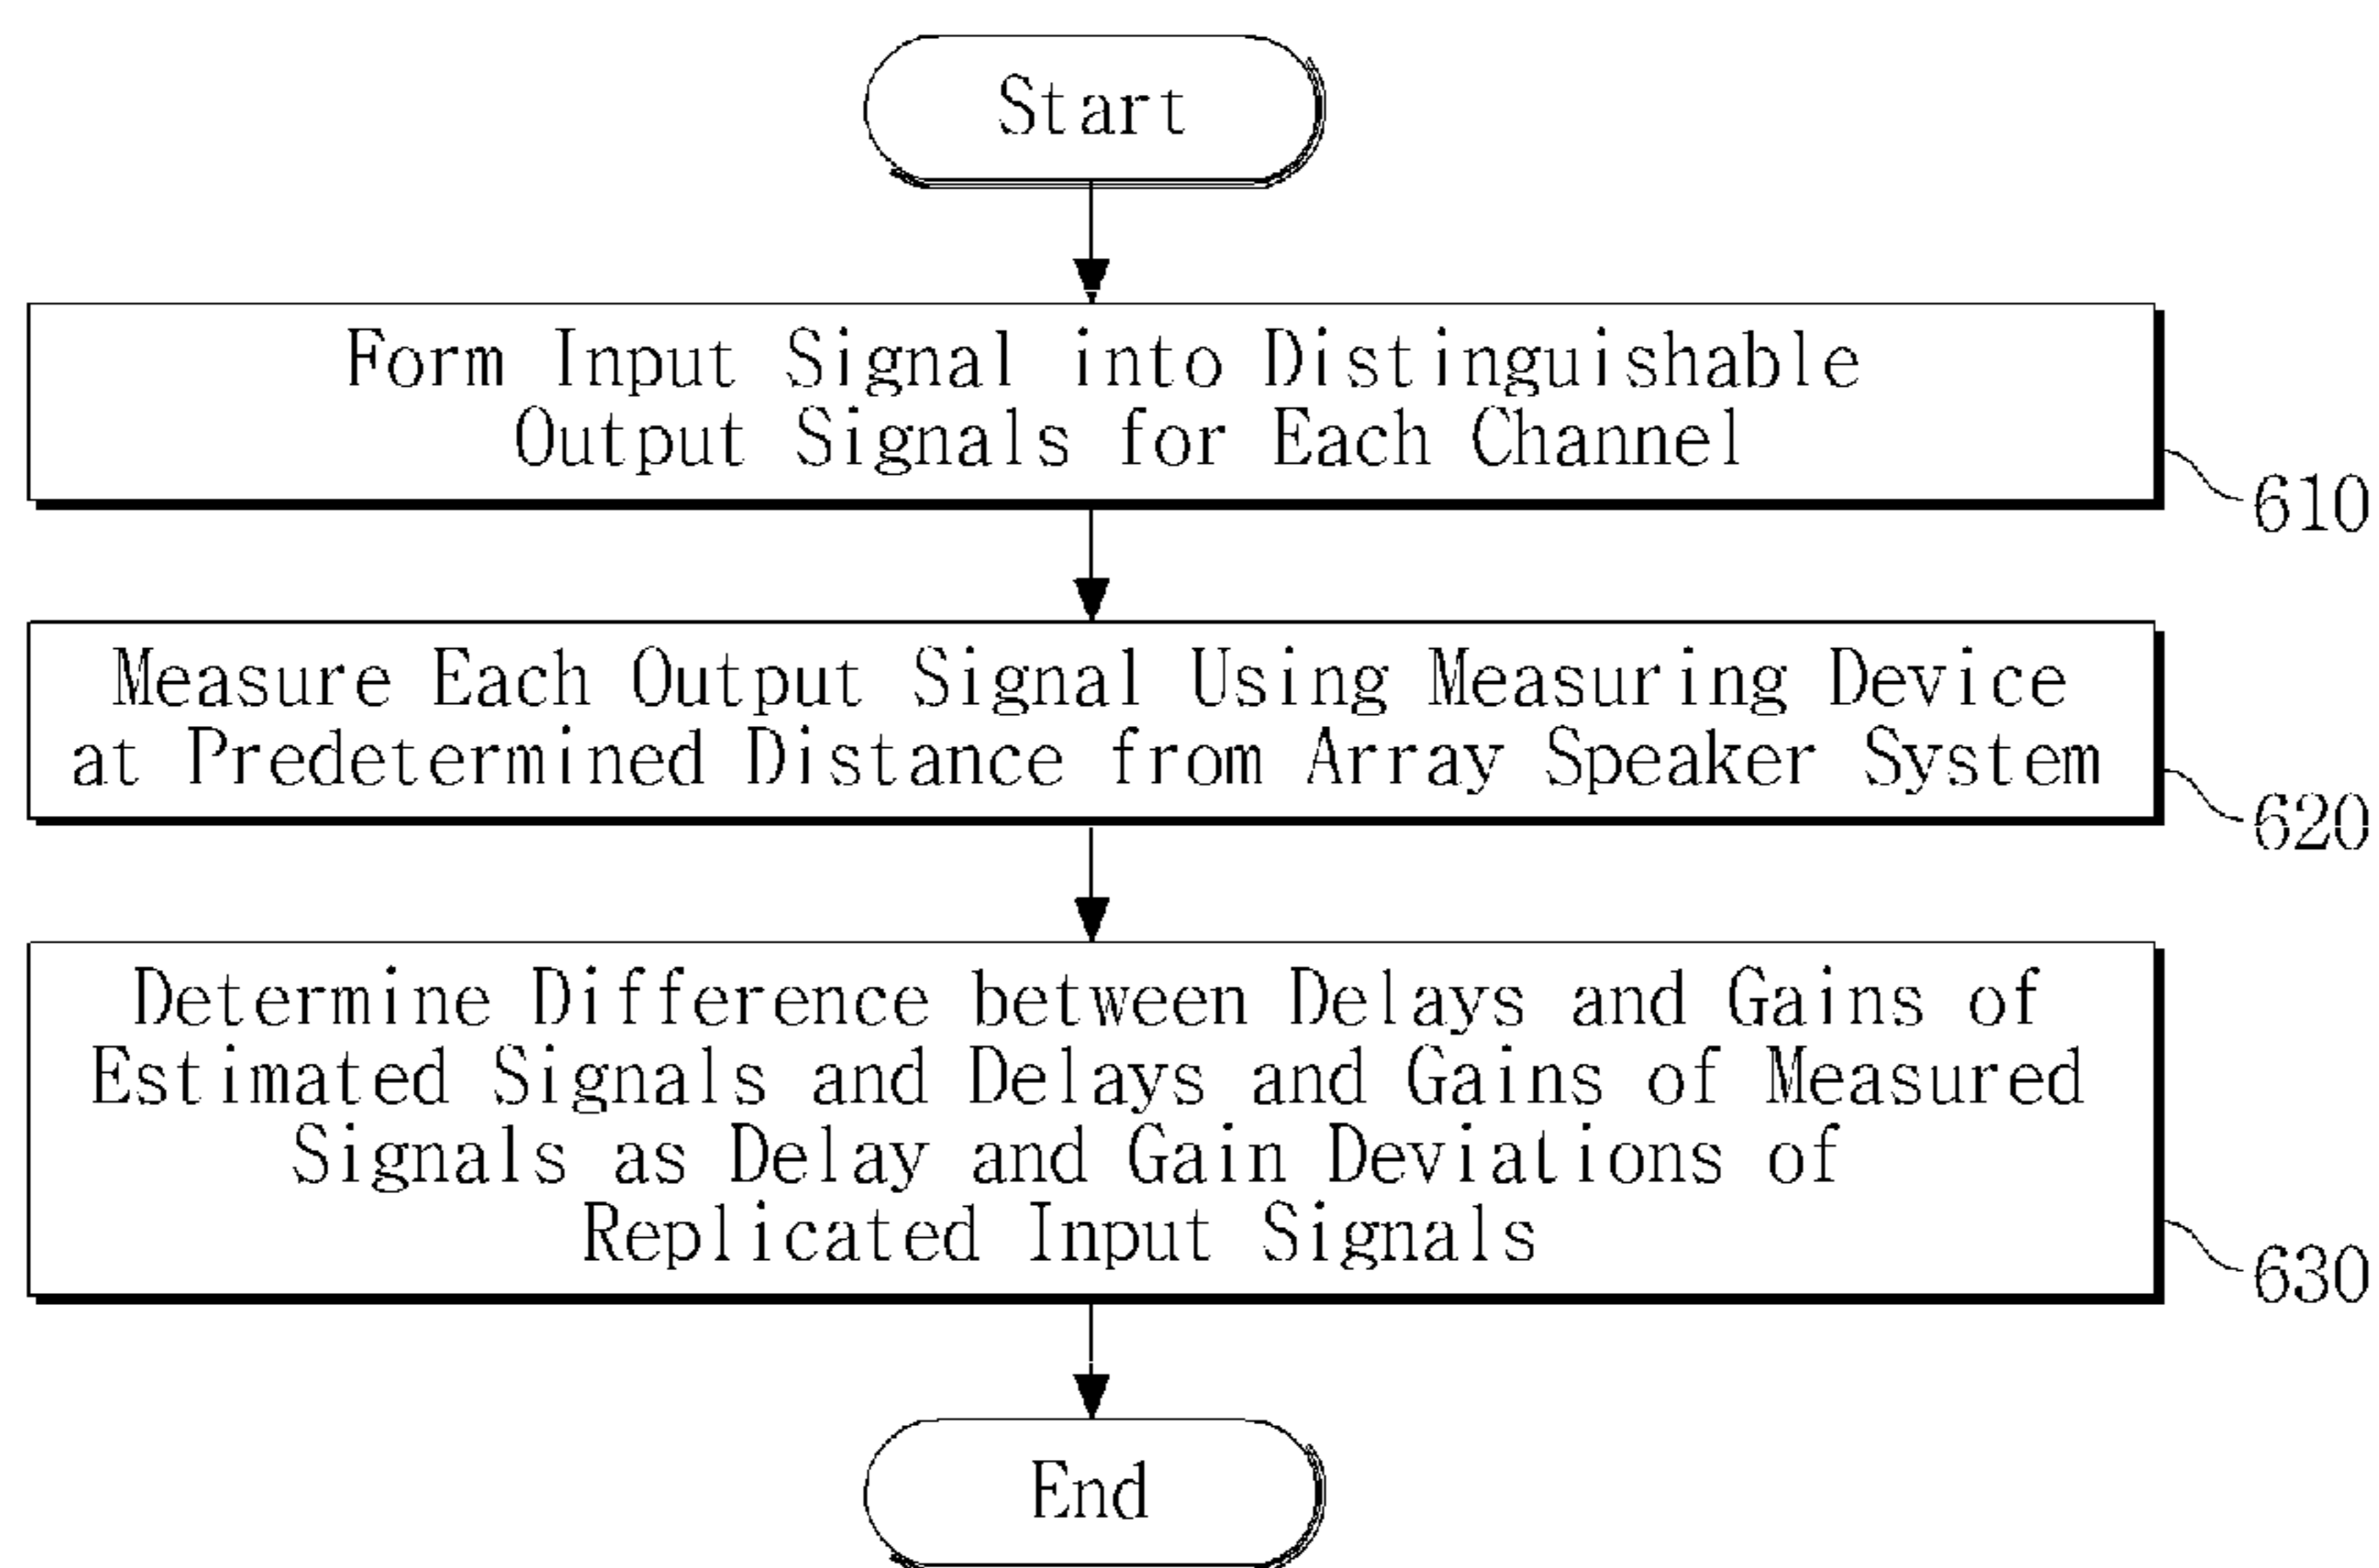 Start
Form Input Signal into Distinguishable
Output Signals for Each Channel
610
Measure Each Output Signal Using Measuring Device
at Predetermined Distance from Array Speaker System
620
Determine Difference between Delays and Gains of
Estimated Signals and Delays and Gains of Measured
Signals as Delay and Gain Deviations of
Replicated Input Signals
630
End